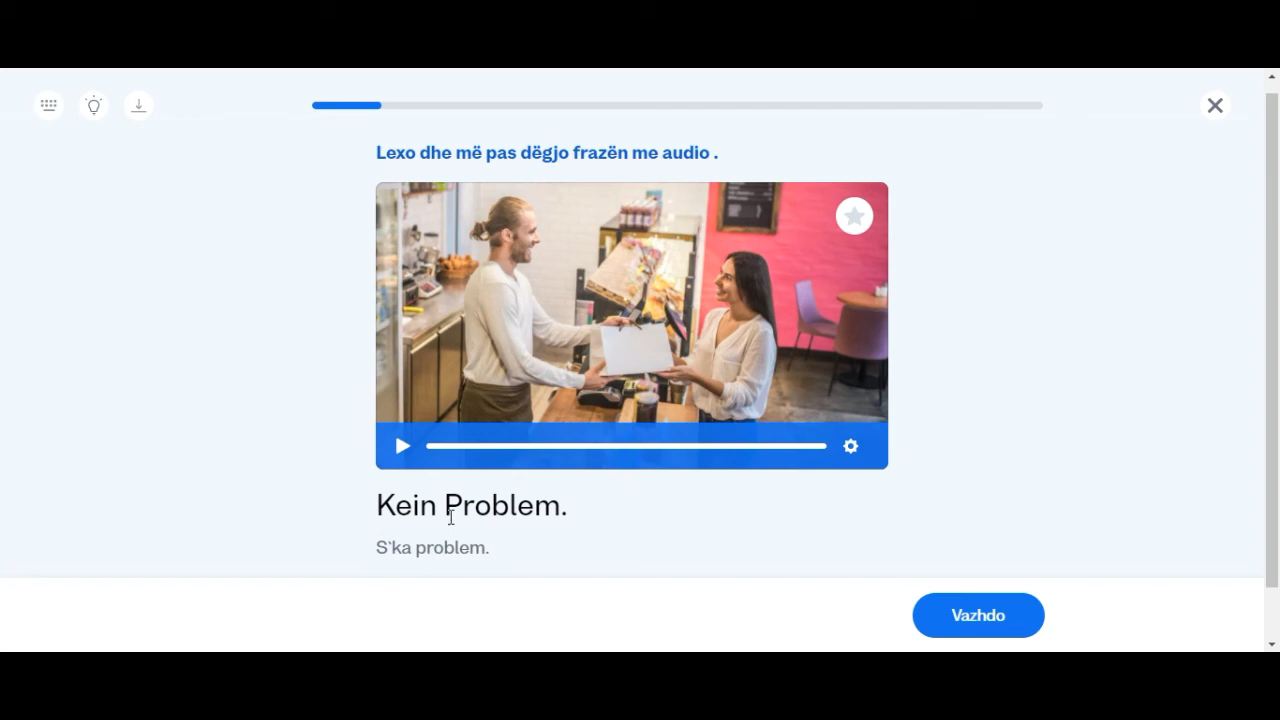 Lexo dhe më pas dëgjo frazën me audio .
Kein Problem.
S`ka problem.
Vazhdo